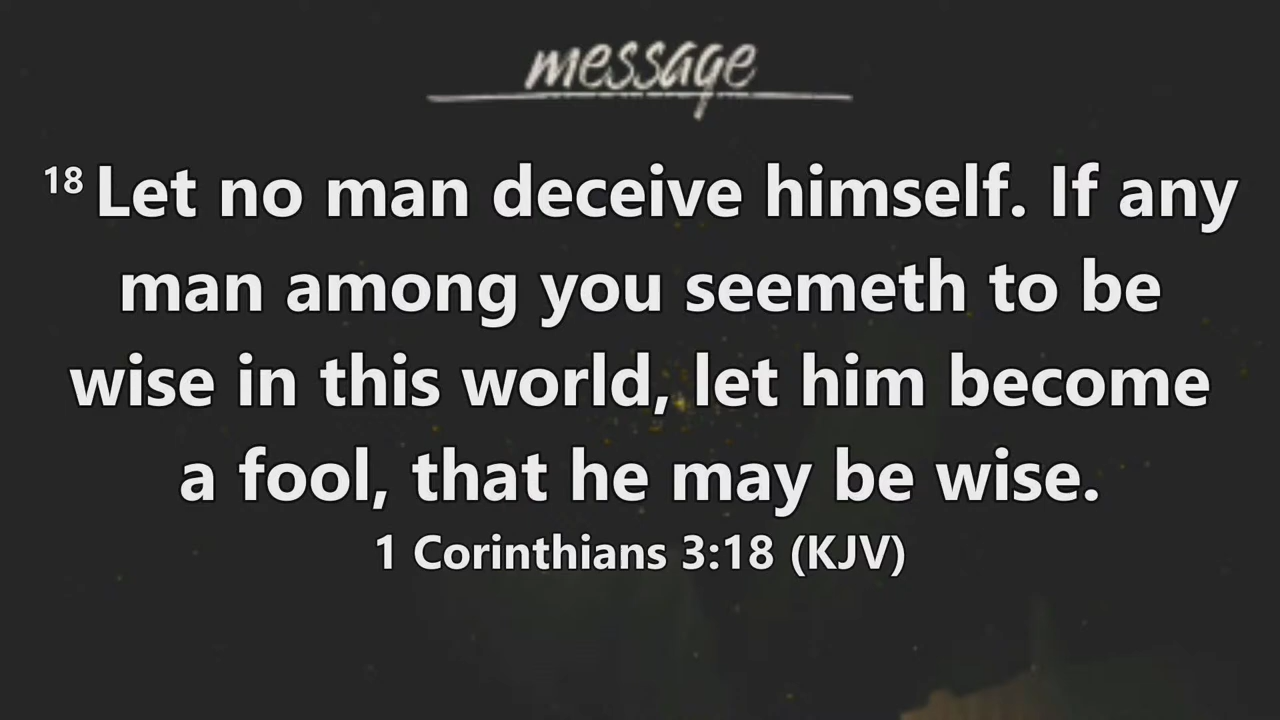 message
18 Let no man deceive himself. If any
man among you seemeth to be
wise in this world, let him become
a fool, that he may be wise.
1 Corinthians 3:18 (KJV)